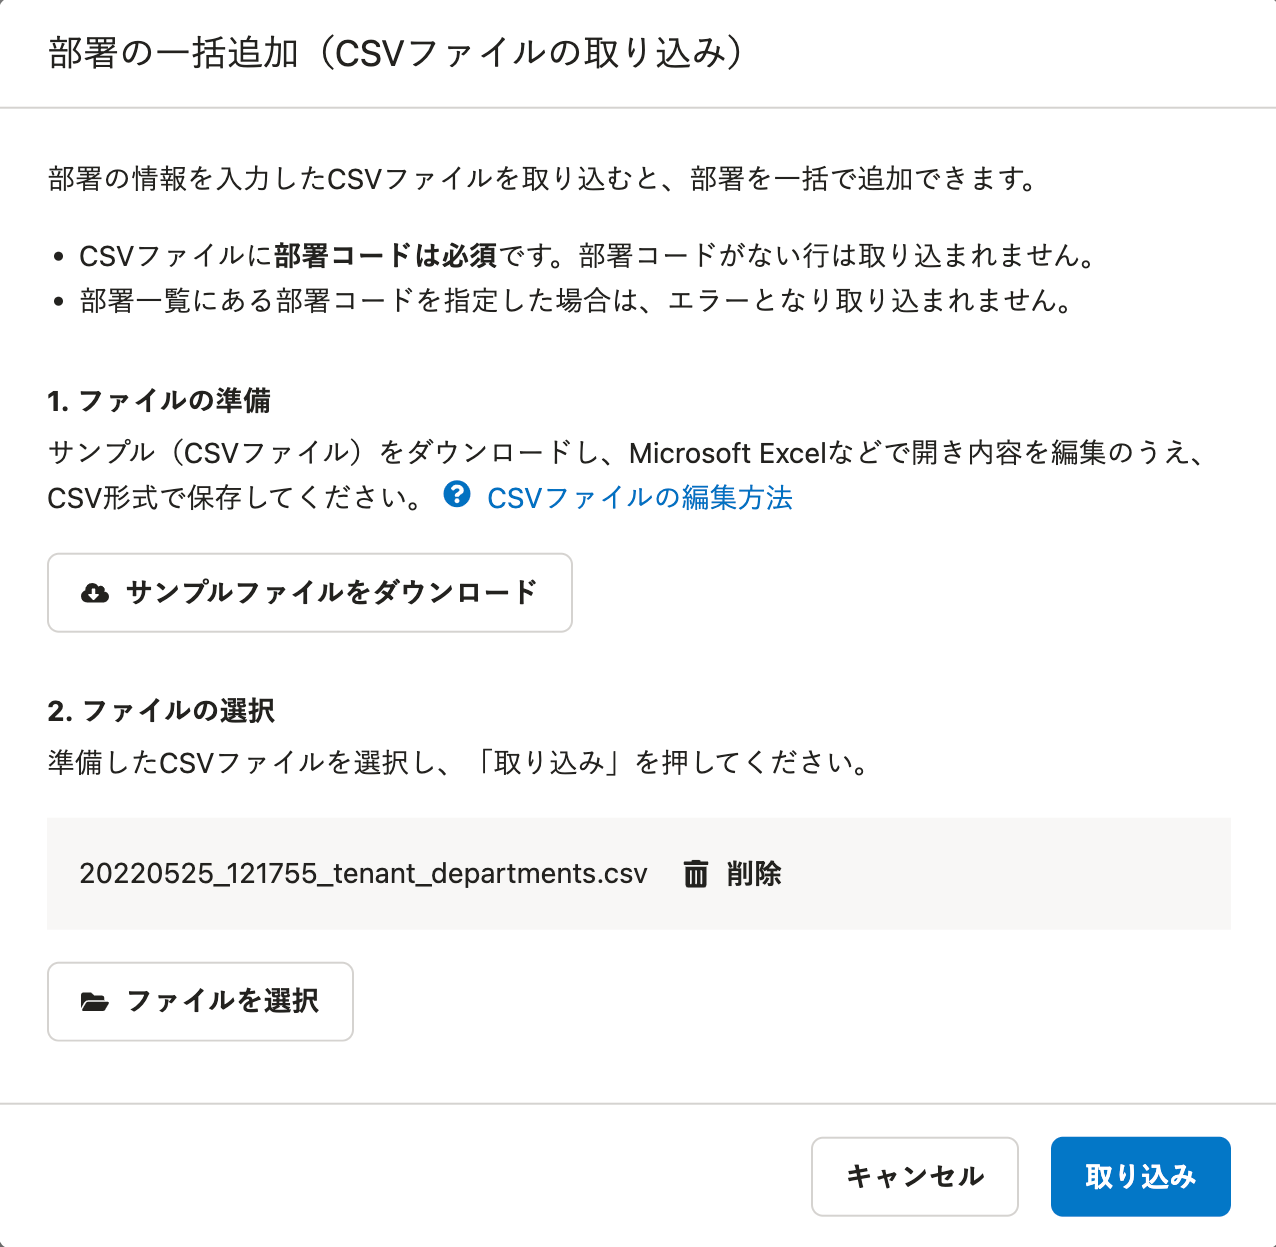 部署の一括追加（CSVファイルの取り込み）
部署の情報を入力したCSVファイルを取り込むと、部署を一括で追加できます。
• CSVファイルに部署コードは必須です。部署コードがない行は取り込まれません。
• 部署一覧にある部署コードを指定した場合は、エラーとなり取り込まれません。
1. ファイルの準備
サンプル（CSVファイル）をダウンロードし、Microsoft Excelなどで開き内容を編集のうえ、
CSV形式で保存してください。 ? CSVファイルの編集方法
サンプルファイルをダウンロード
2. ファイルの選択
準備したCSVファイルを選択し、「取り込み」を押してください。
20220525_121755_tenant_departments.csv 削除
ファイルを選択
キャンセル 取り込み